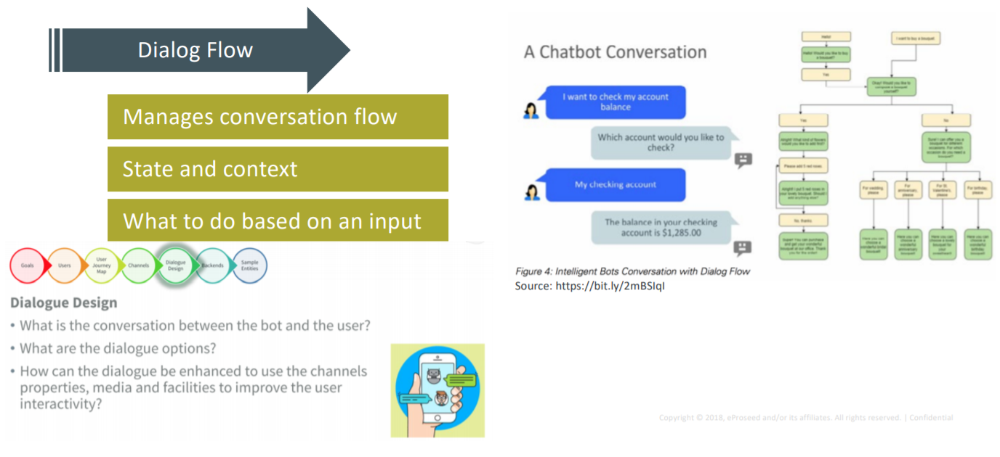 Dialog Flow
Manages conversation flow
State and context
What to do based on an input
Goals
Users
User
Journey
Map
Channels
Dialogue
Design
Backends
Sample
Entities
Dialogue Design
• What is the conversation between the bot and the user?
• What are the dialogue options?
• How can the dialogue be enhanced to use the channels
properties, media and facilities to improve the user
interactivity?
A Chatbot Conversation
I want to check my account
balance
Which account would you like to
check?
My checking account
The balance in your checking
account is $1,285.00
Figure 4: Intelligent Bots Conversation with Dialog Flow
Source: https://bit.ly/2mBSIqI
Hello!
I want to buy a bouquet
Hello! Would you like to buy
a bouquet?
Yes
Okay! Would you like to
compose a bouquet
yourself?
Yes
No
Alright! What kind of flowers
would you like to add first?
Sure! I can offer you a
bouquet for different
occasions. For which
occasion do you need a
bouquet?
Please add 5 red roses
Alright! I put 5 red roses in
your lovely bouquet. Should I
add anything else?
For wedding,
please
For
anniversary,
please
For St.
Valentine's,
please
For birthday,
please
No, thanks
Super! You can purchase
and get your wonderful
bouquet at our office. Thank
you for the order!
Here you can
choose a
wonderful bridal
bouquet!
Here you can
choose a
wonderful
anniversary
bouquet!
Here you can
choose a lovely
bouquet for
your
Here you can
choose a
wonderful
birthday
bouquet!
Copyright © 2018, eProseed and/or its affiliates. All rights reserved. | Confidential